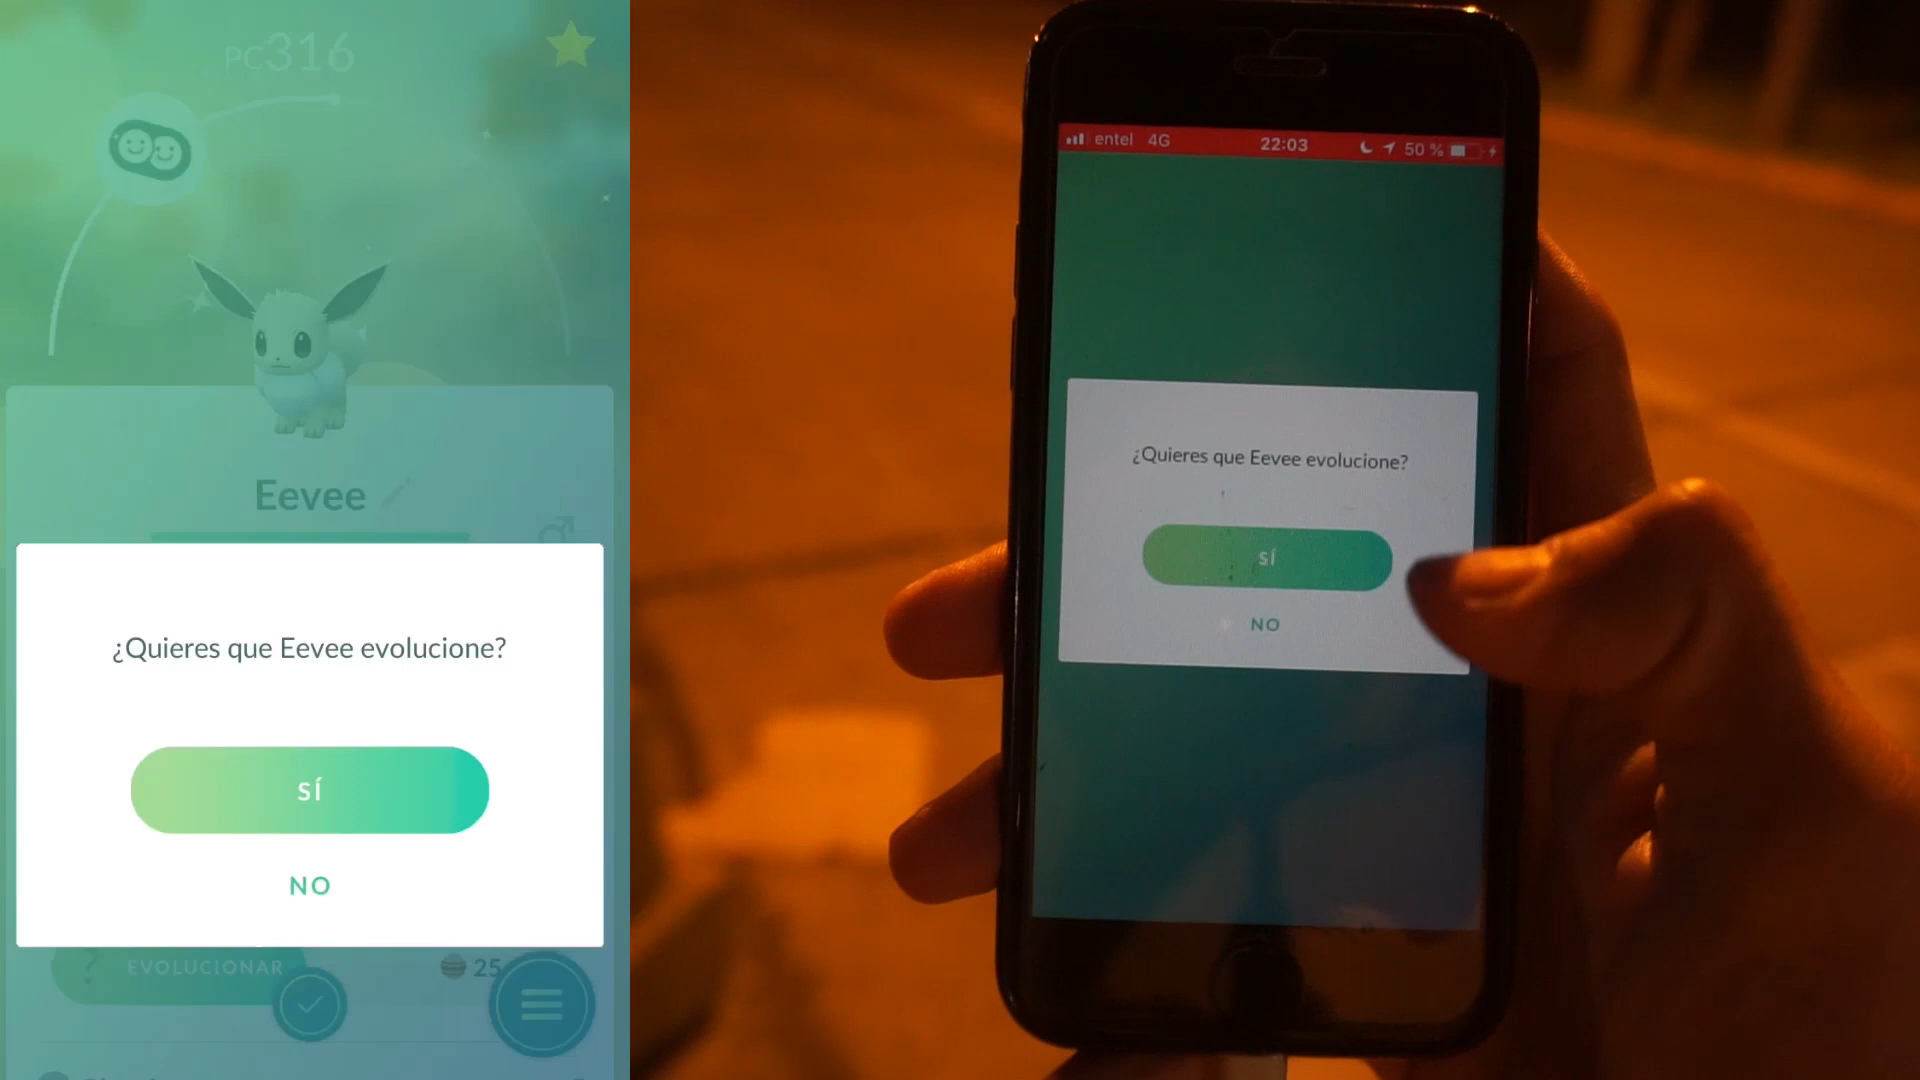 PC316
Eevee
¿Quieres que Eevee evolucione?
SÍ
NO
? EVOLUCIONAR
25
entel 4G 22:03 50 %
¿Quieres que Eevee evolucione?
SÍ
NO